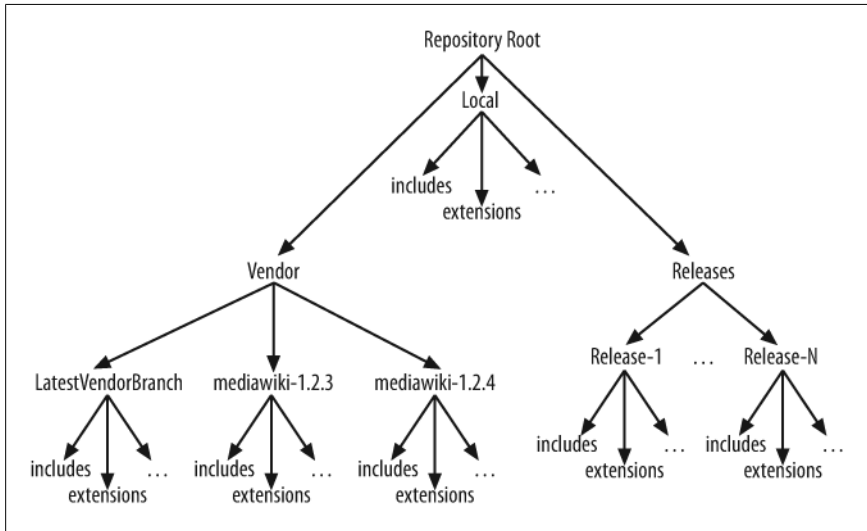 Repository Root
Local
includes
...
extensions
Vendor
Releases
LatestVendorBranch
mediawiki-1.2.3
mediawiki-1.2.4
Release-1
...
Release-N
includes
...
extensions
includes
...
extensions
includes
...
extensions
includes
...
extensions
includes
...
extensions